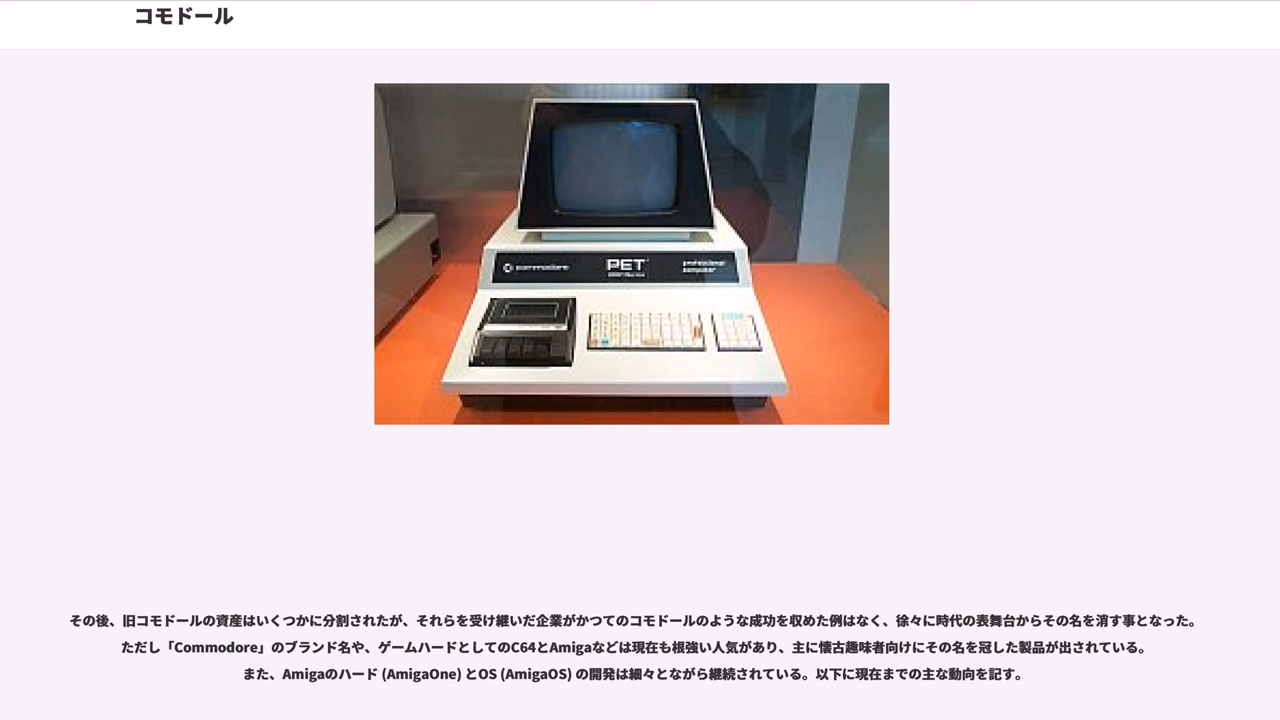 コモドール
commodore
PET
professional
computer
その後、旧コモドールの資産はいくつかに分割されたが、それらを受け継いだ企業がかつてのコモドールのような成功を収めた例はなく、徐々に時代の表舞台からその名を消す事となった。
ただし「Commodore」のブランド名や、ゲームハードとしてのC64とAmigaなどは現在も根強い人気があり、主に懐古趣味者向けにその名を冠した製品が出されている。
また、Amigaのハード (AmigaOne) とOS (AmigaOS) の開発は細々とながら継続されている。以下に現在までの主な動向を記す。